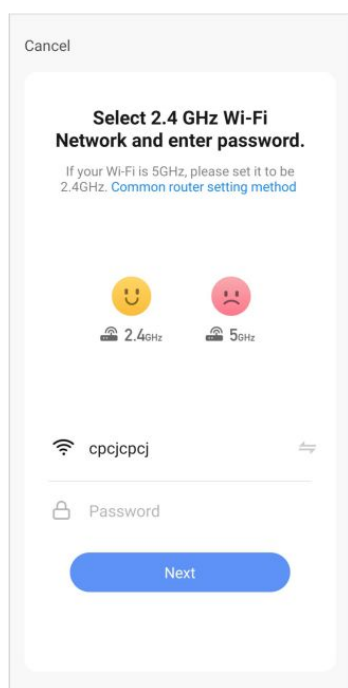 Cancel
Select 2.4 GHz Wi-Fi
Network and enter password.
If your Wi-Fi is 5GHz, please set it to be
2.4GHz. Common router setting method
2.4GHz 5GHz
cpcjcpcj
Password
Next